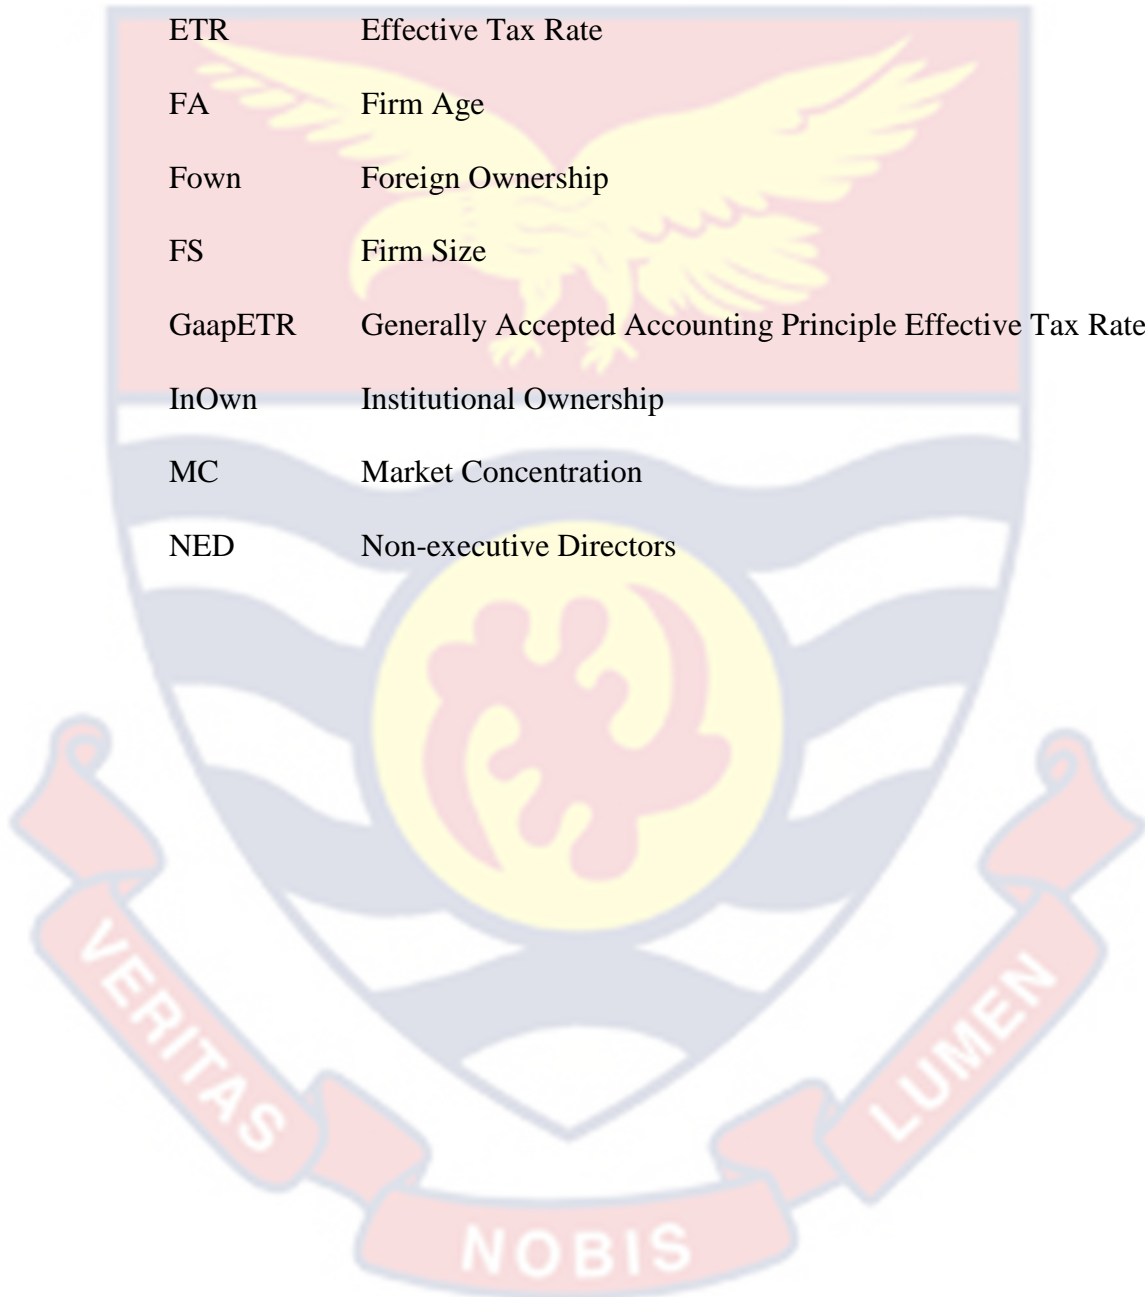 ETR Effective Tax Rate
FA Firm Age
Fown Foreign Ownership
FS Firm Size
GaapETR Generally Accepted Accounting Principle Effective Tax Rate
InOwn Institutional Ownership
MC Market Concentration
NED Non-executive Directors
VERITAS
NOBIS
LUMEN